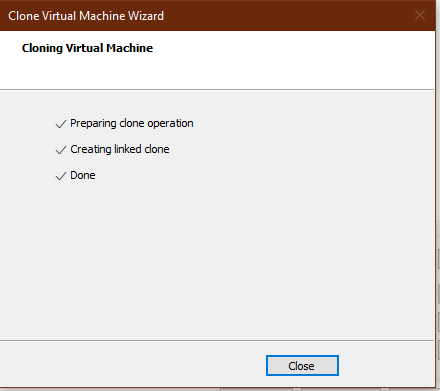 Clone Virtual Machine Wizard
Cloning Virtual Machine
Preparing clone operation
Creating linked clone
Done
Close